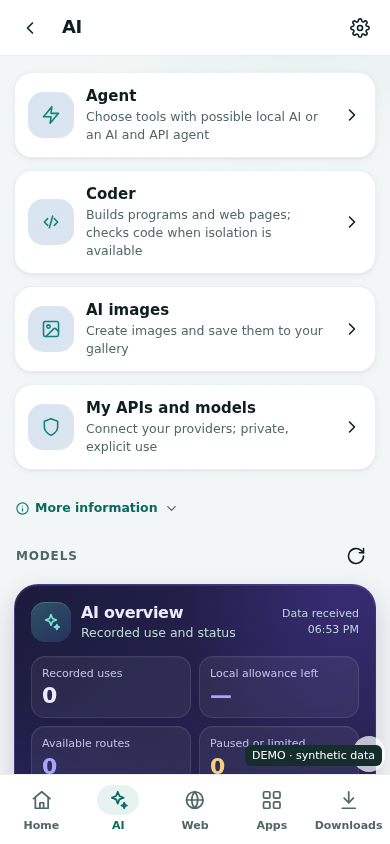 AI
Agent
Choose tools with possible local AI or
an AI and API agent
Coder
Builds programs and web pages;
checks code when isolation is
available
AI images
Create images and save them to your
gallery
My APIs and models
Connect your providers; private,
explicit use
More information
MODELS
AI overview
Recorded use and status
Data received
06:53 PM
Recorded uses
0
Local allowance left
—
Available routes
0
Paused or limited
0
DEMO · synthetic data
Home
AI
Web
Apps
Downloads